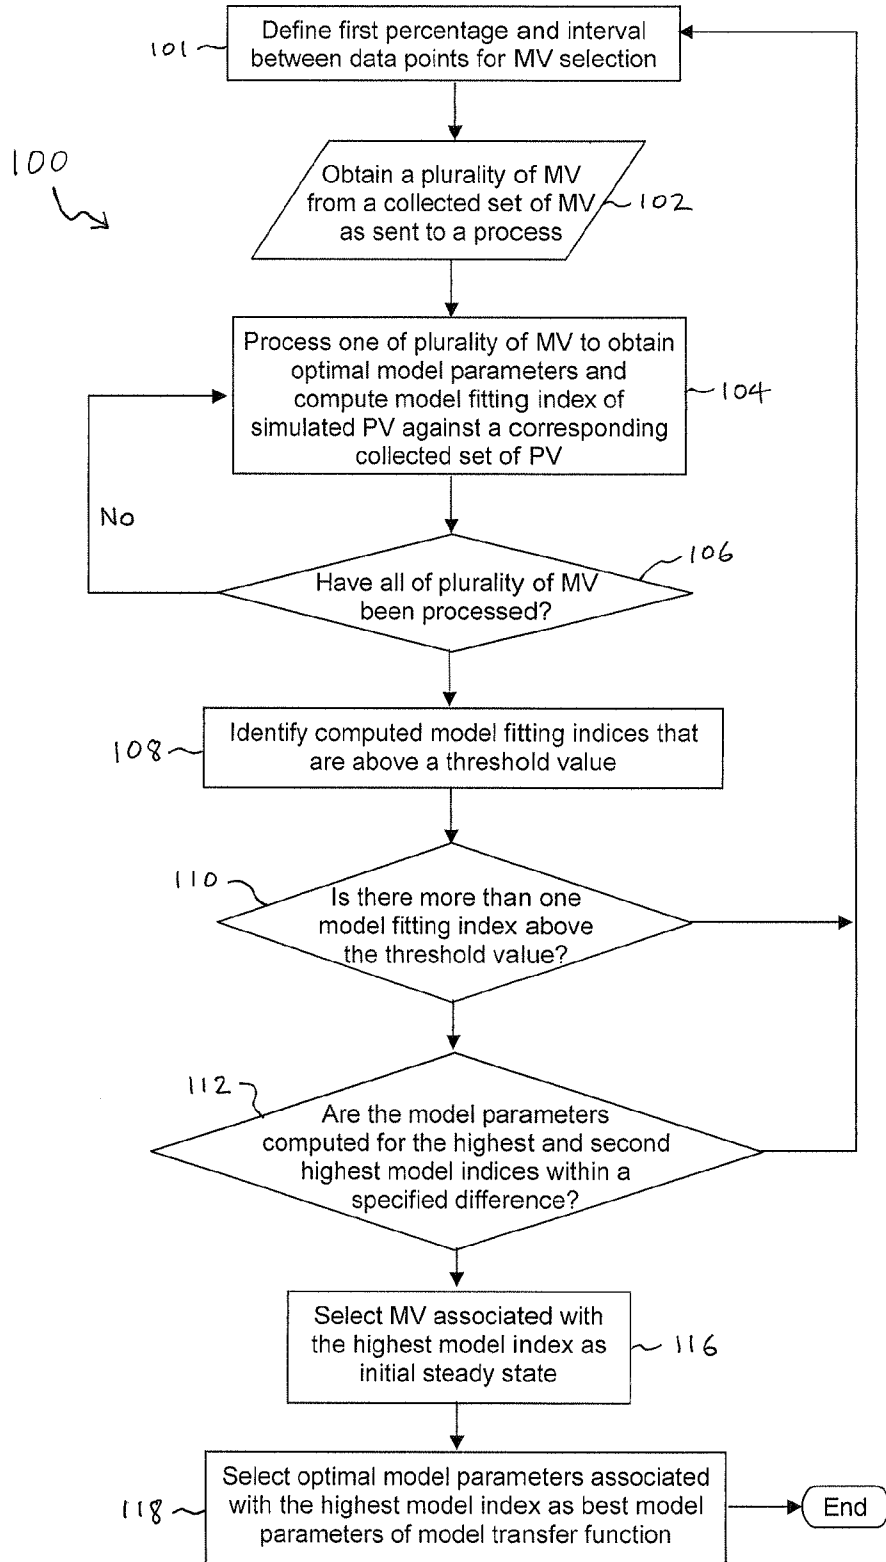 Define first percentage and interval
between data points for MV selection
101
100
Obtain a plurality of MV
from a collected set of MV
as sent to a process
102
Process one of plurality of MV to obtain
optimal model parameters and
compute model fitting index of
simulated PV against a corresponding
collected set of PV
104
No
106
Have all of plurality of MV
been processed?
108
Identify computed model fitting indices that
are above a threshold value
110
Is there more than one
model fitting index above
the threshold value?
112
Are the model parameters
computed for the highest and second
highest model indices within a
specified difference?
Select MV associated with
the highest model index as
initial steady state
116
118
Select optimal model parameters associated
with the highest model index as best model
parameters of model transfer function
End